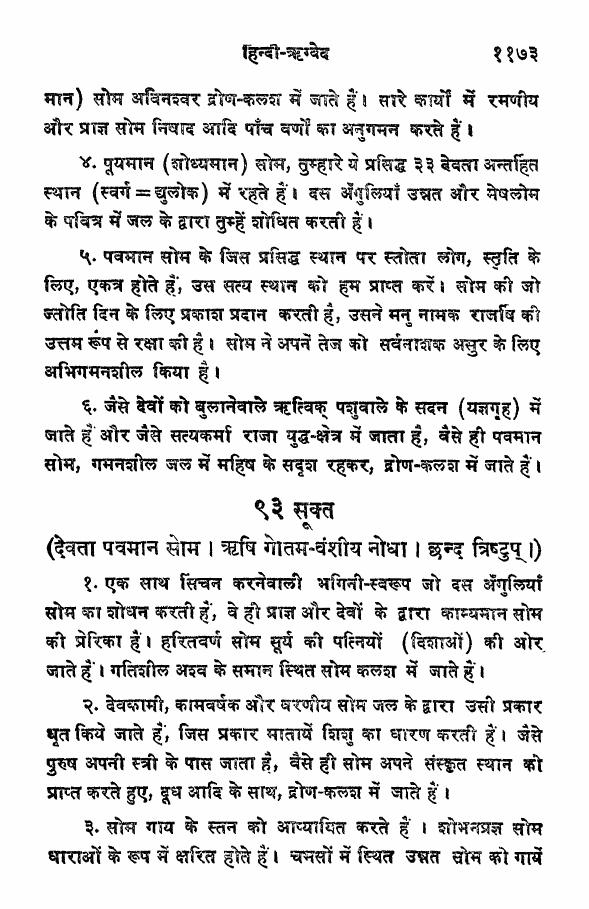 हिन्दी-ऋग्वेद ११७३
मान) सोम अविनश्वर द्रोण-कलश में जाते हैं। सारे कार्यों में रमणीय
और प्राज्ञ सोम निषाद आदि पाँच वर्णों का अनुगमन करते हैं।
४. पूयमान (शोध्यमान) सोम, तुम्हारे ये प्रसिद्ध ३३ देवता अन्तर्हित
स्थान (स्वर्ग=द्युलोक) में रहते हैं। दस अँगुलियाँ उन्नत और मेषलोम
के पवित्र में जल के द्वारा तुम्हें शोधित करती हैं।
५. पवमान सोम के जिस प्रसिद्ध स्थान पर स्तोता लोग, स्तुति के
लिए, एकत्र होते हैं, उस सत्य स्थान को हम प्राप्त करें। सोम की जो
ज्तोति दिन के लिए प्रकाश प्रदान करती है, उसने मनु नामक राजर्षि की
उत्तम रूप से रक्षा की है। सोम ने अपने तेज को सर्वनाशक असुर के लिए
अभिगमनशील किया है।
६. जैसे देवों को बुलानेवाले ऋत्विक् पशुवाले के सदन (यज्ञगृह) में
जाते हैं और जैसे सत्यकर्मा राजा युद्ध-क्षेत्र में जाता है, वैसे ही पवमान
सोम, गमनशील जल में महिष के सदृश रहकर, द्रोण-कलश में जाते हैं।
९३ सूक्त
(देवता पवमान सोम। ऋषि गोतम-वंशीय नोधा। छन्द त्रिष्टुप्।)
१. एक साथ सिंचन करनेवाली भगिनी-स्वरूप जो दस अँगुलियाँ
सोम का शोधन करती हैं, वे ही प्राज्ञ और देवों के द्वारा काम्यमान सोम
की प्रेरिका हैं। हरितवर्ण सोम सूर्य की पत्नियों (दिशाओं) की ओर
जाते हैं। गतिशील अश्व के समान स्थित सोम कलश में जाते हैं।
२. देवकामी, कामवर्षक और वरणीय सोम जल के द्वारा उसी प्रकार
धृत किये जाते हैं, जिस प्रकार मातायें शिशु का धारण करती हैं। जैसे
पुरुष अपनी स्त्री के पास जाता है, वैसे ही सोम अपने संस्कृत स्थान को
प्राप्त करते हुए, दूध आदि के साथ, द्रोण-कलश में जाते हैं।
३. सोम गाय के स्तन को आप्यायित करते हैं । शोभनप्रज्ञ सोम
धाराओं के रूप में क्षरित होते हैं। चमसों में स्थित उन्नत सोम को गायें